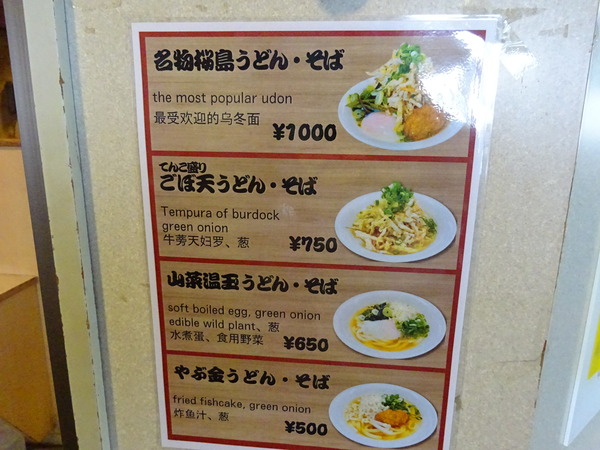 名物桜島うどん・そば
the most popular udon
最受欢迎的乌冬面
¥1000
てんこ盛り
ごぼ天うどん・そば
Tempura of burdock
green onion
牛蒡天妇罗、葱
¥750
山菜温玉うどん・そば
soft boiled egg, green onion
edible wild plant、葱
水煮蛋、食用野菜
¥650
やぶ金うどん・そば
fried fishcake, green onion
炸鱼汁、葱
¥500